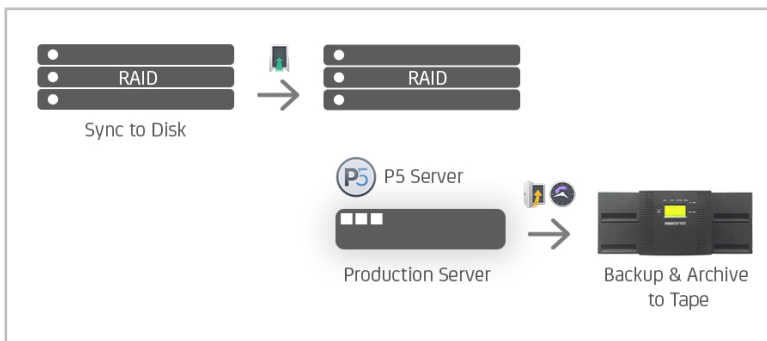 RAID
RAID
Sync to Disk
P5
P5 Server
Production Server
Backup & Archive
to Tape